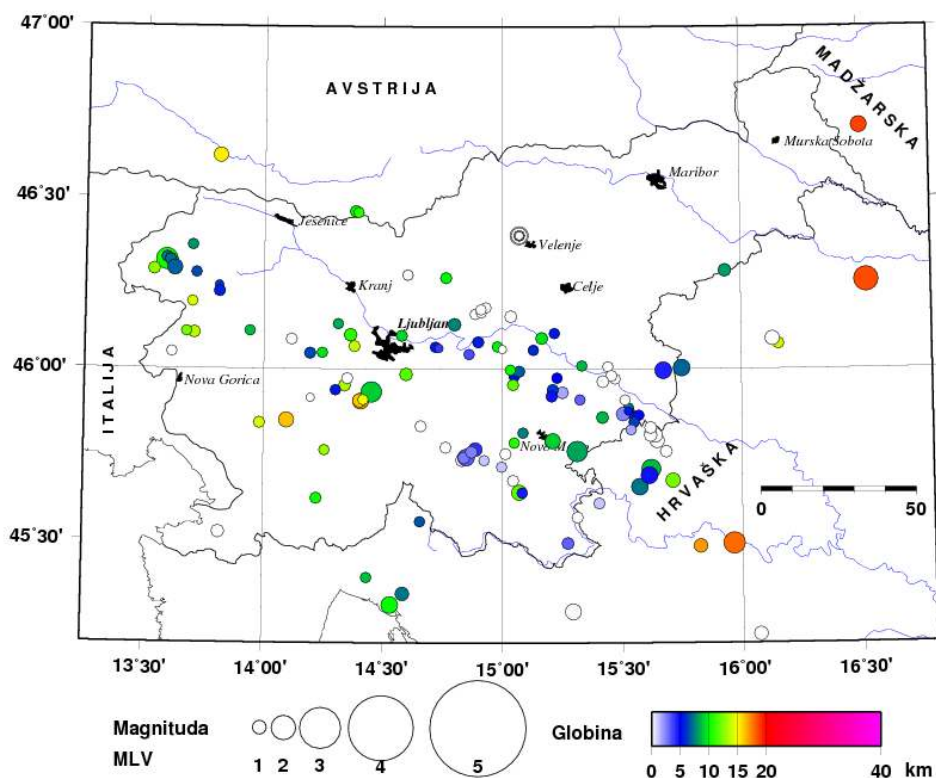 47°00'
46°30'
46°00'
45°30'
AVSTRIJA
MADŽARSKA
Murska Sobota
Maribor
Jesenice
Velenje
Kranj
Celje
Ljubljana
ITALIJA
Nova Gorica
Novo M
HRVAŠKA
0 50
13°30' 14°00' 14°30' 15°00' 15°30' 16°00' 16°30'
Magnituda
MLV
1 2 3 4 5
Globina
0 5 10 15 20 40 km